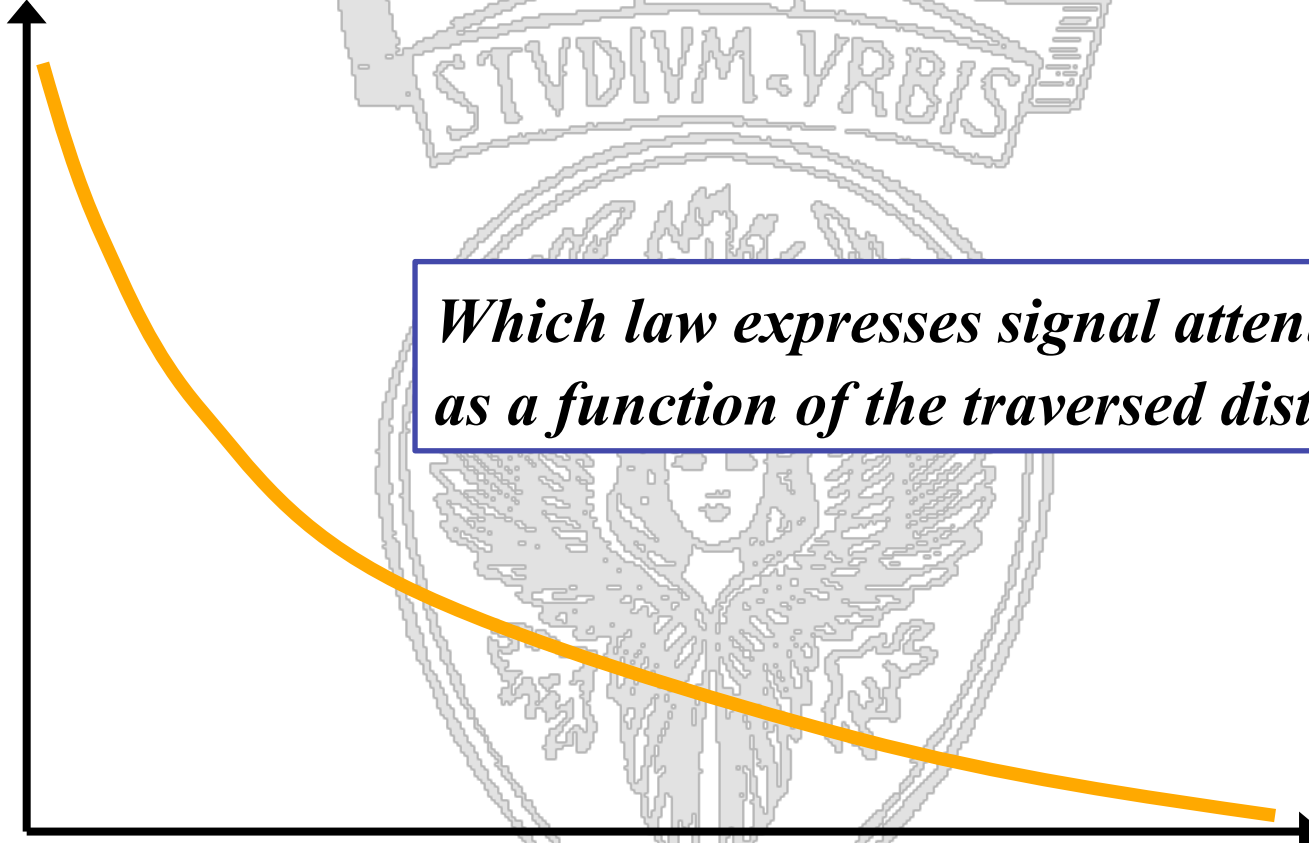 STVDIVM VRBIS
Which law expresses signal atten
as a function of the traversed dist